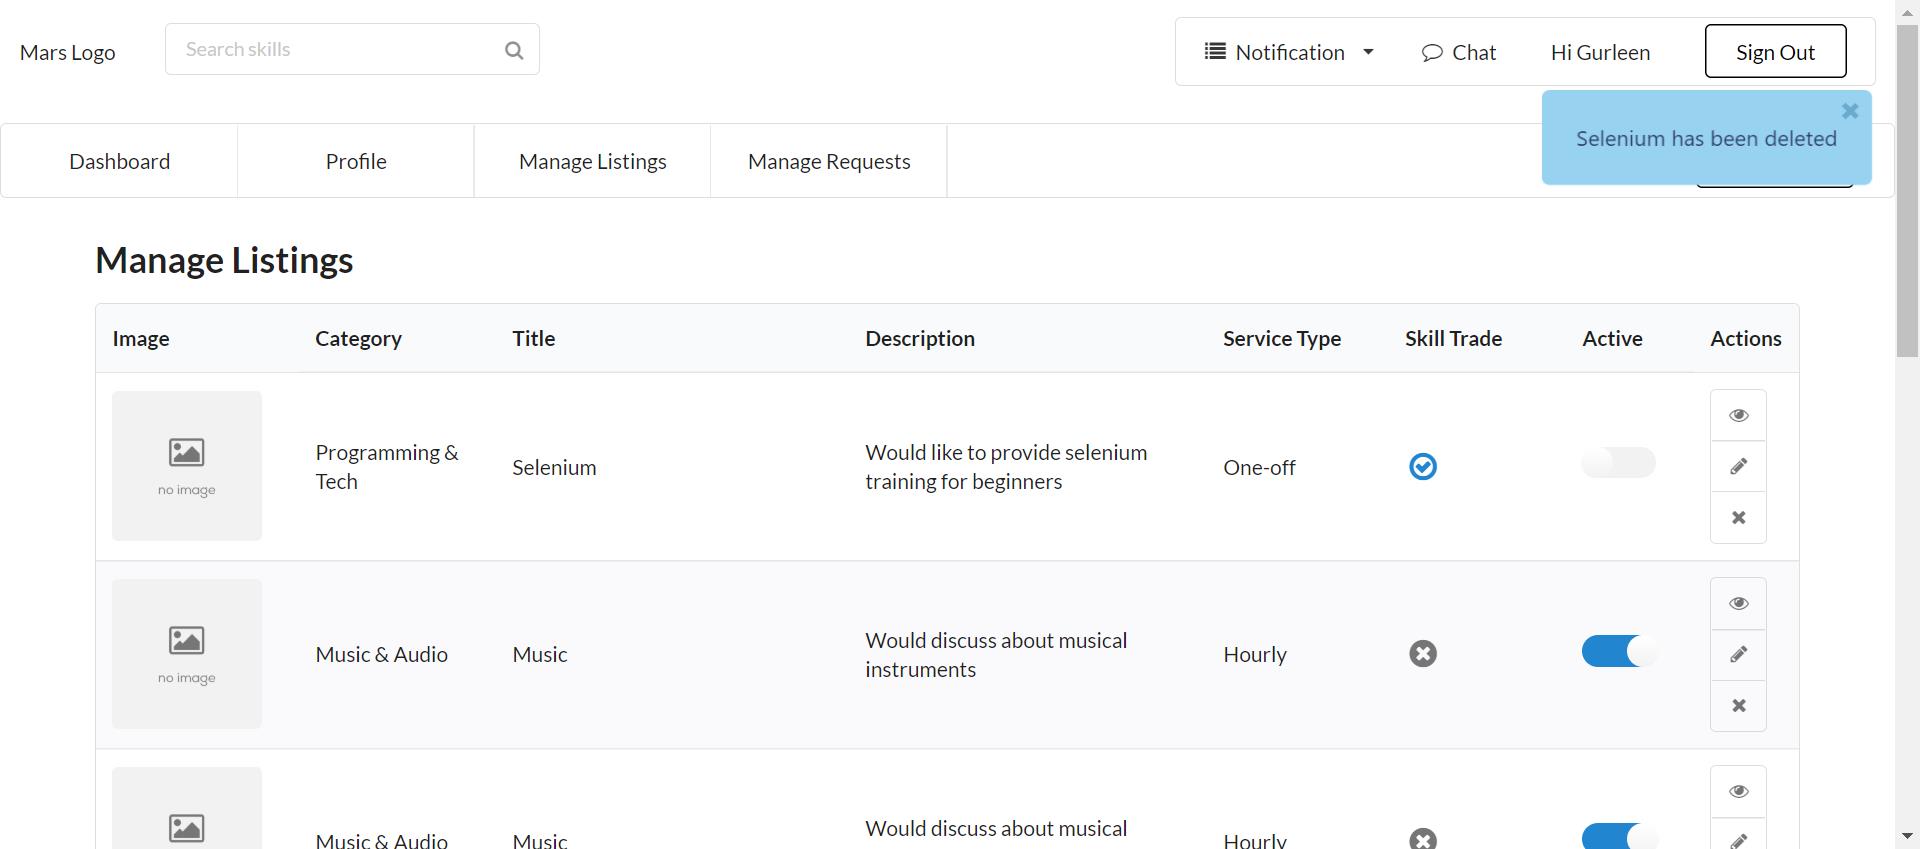 Mars Logo
Search skills
Notification
Chat
Hi Gurleen
Sign Out
Selenium has been deleted
Dashboard
Profile
Manage Listings
Manage Requests
Manage Listings
Image
Category
Title
Description
Service Type
Skill Trade
Active
Actions
no image
Programming &
Tech
Selenium
Would like to provide selenium
training for beginners
One-off
no image
Music & Audio
Music
Would discuss about musical
instruments
Hourly
Music & Audio
Music
Would discuss about musical
Hourly